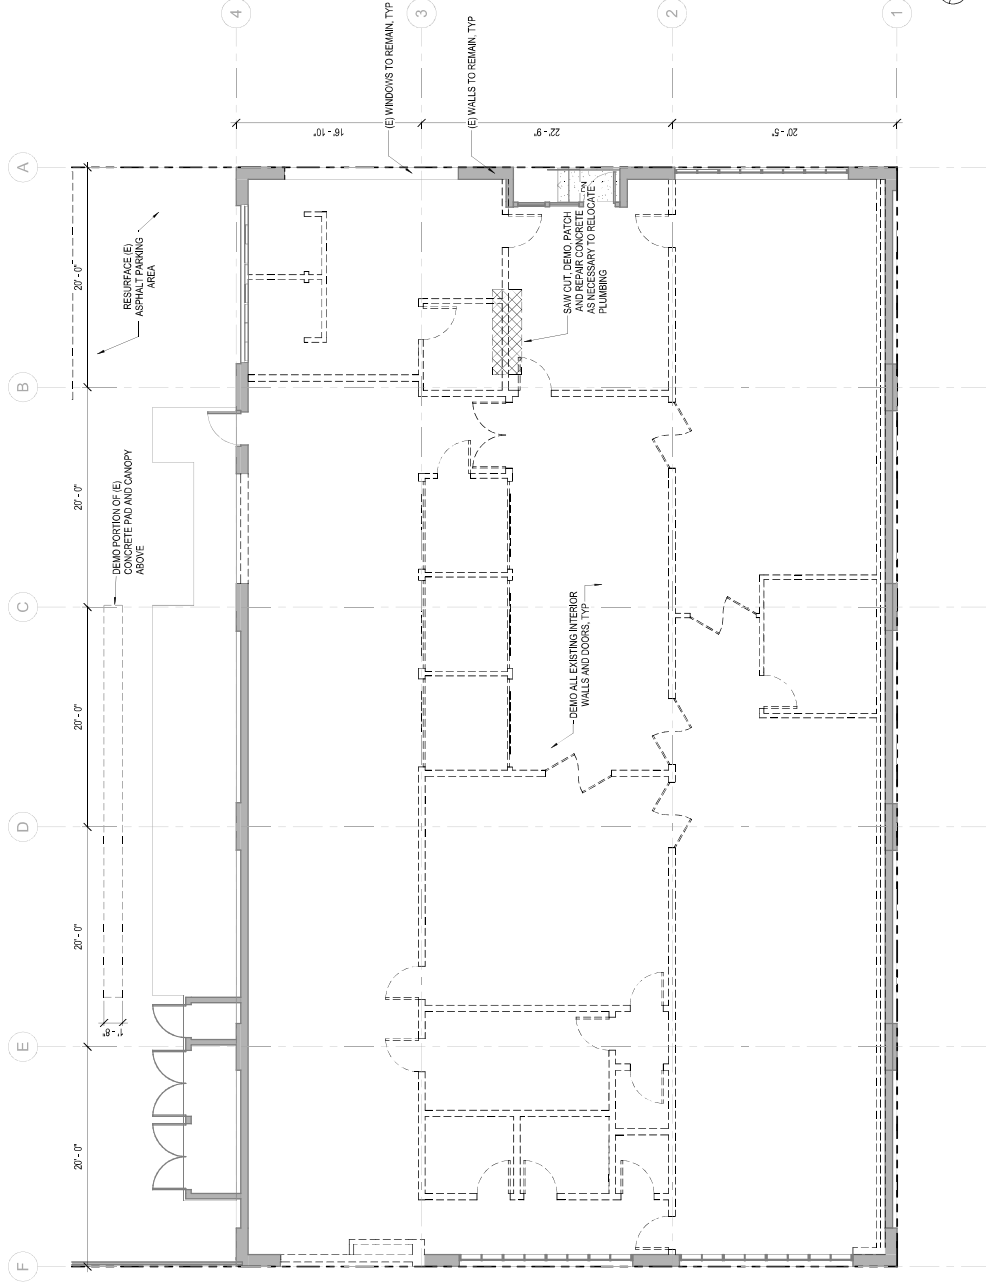 4
3
2
1
(E) WINDOWS TO REMAIN, TYP
(E) WALLS TO REMAIN, TYP
16' - 10"
22' - 9"
20' - 5"
A
B
C
D
E
F
20' - 0"
20' - 0"
20' - 0"
20' - 0"
20' - 0"
RESURFACE (E)
ASPHALT PARKING
AREA
DEMO PORTION OF (E)
CONCRETE PAD AND CANOPY
ABOVE
1' - 8"
DN
SAW CUT, DEMO, PATCH
AND REPAIR CONCRETE
AS NECESSARY TO RELOCATE
PLUMBING
DEMO ALL EXISTING INTERIOR
WALLS AND DOORS, TYP